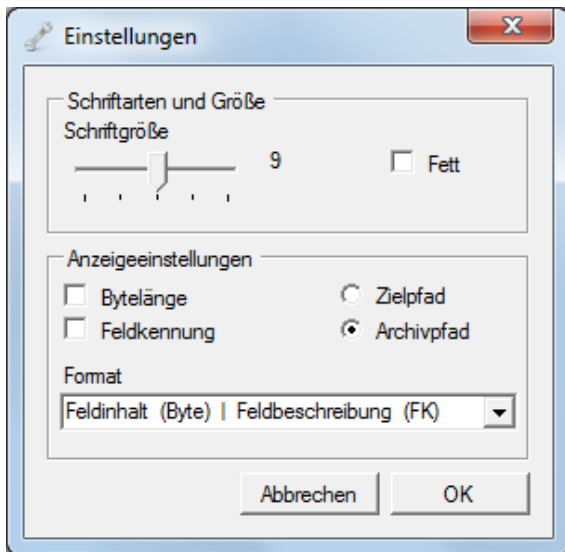 Einstellungen
Schriftarten und Größe
Schriftgröße
9
Fett
Anzeigeeinstellungen
Bytelänge
Zielpfad
Feldkennung
Archivpfad
Format
Feldinhalt (Byte) | Feldbeschreibung (FK)
Abbrechen
OK